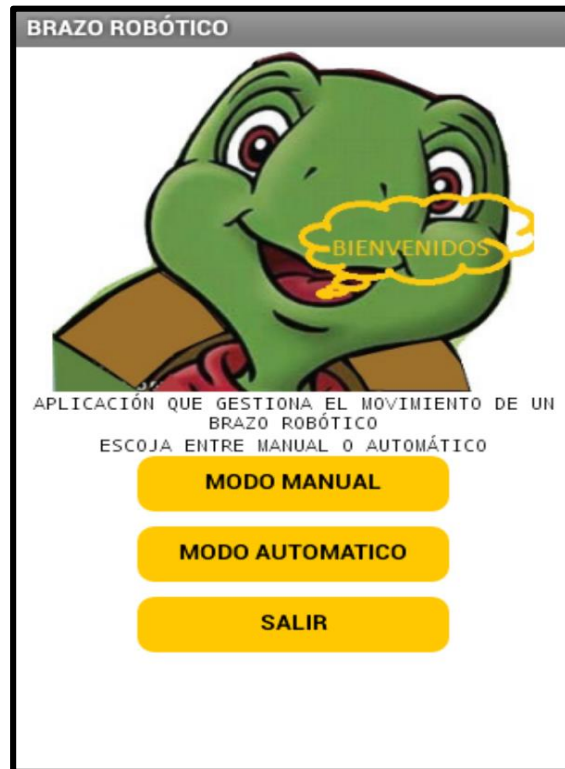 BRAZO ROBÓTICO
BIENVENIDOS
APLICACIÓN QUE GESTIONA EL MOVIMIENTO DE UN
BRAZO ROBÓTICO
ESCOJA ENTRE MANUAL O AUTOMÁTICO
MODO MANUAL
MODO AUTOMATICO
SALIR